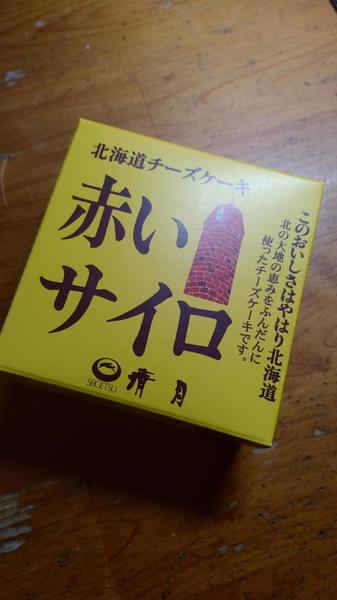 北海道チーズケーキ
赤い
サイロ
このおいしさはやはり北海道
北の大地の恵みをふんだんに
使ったチーズケーキです。
SEIGETSU
清月